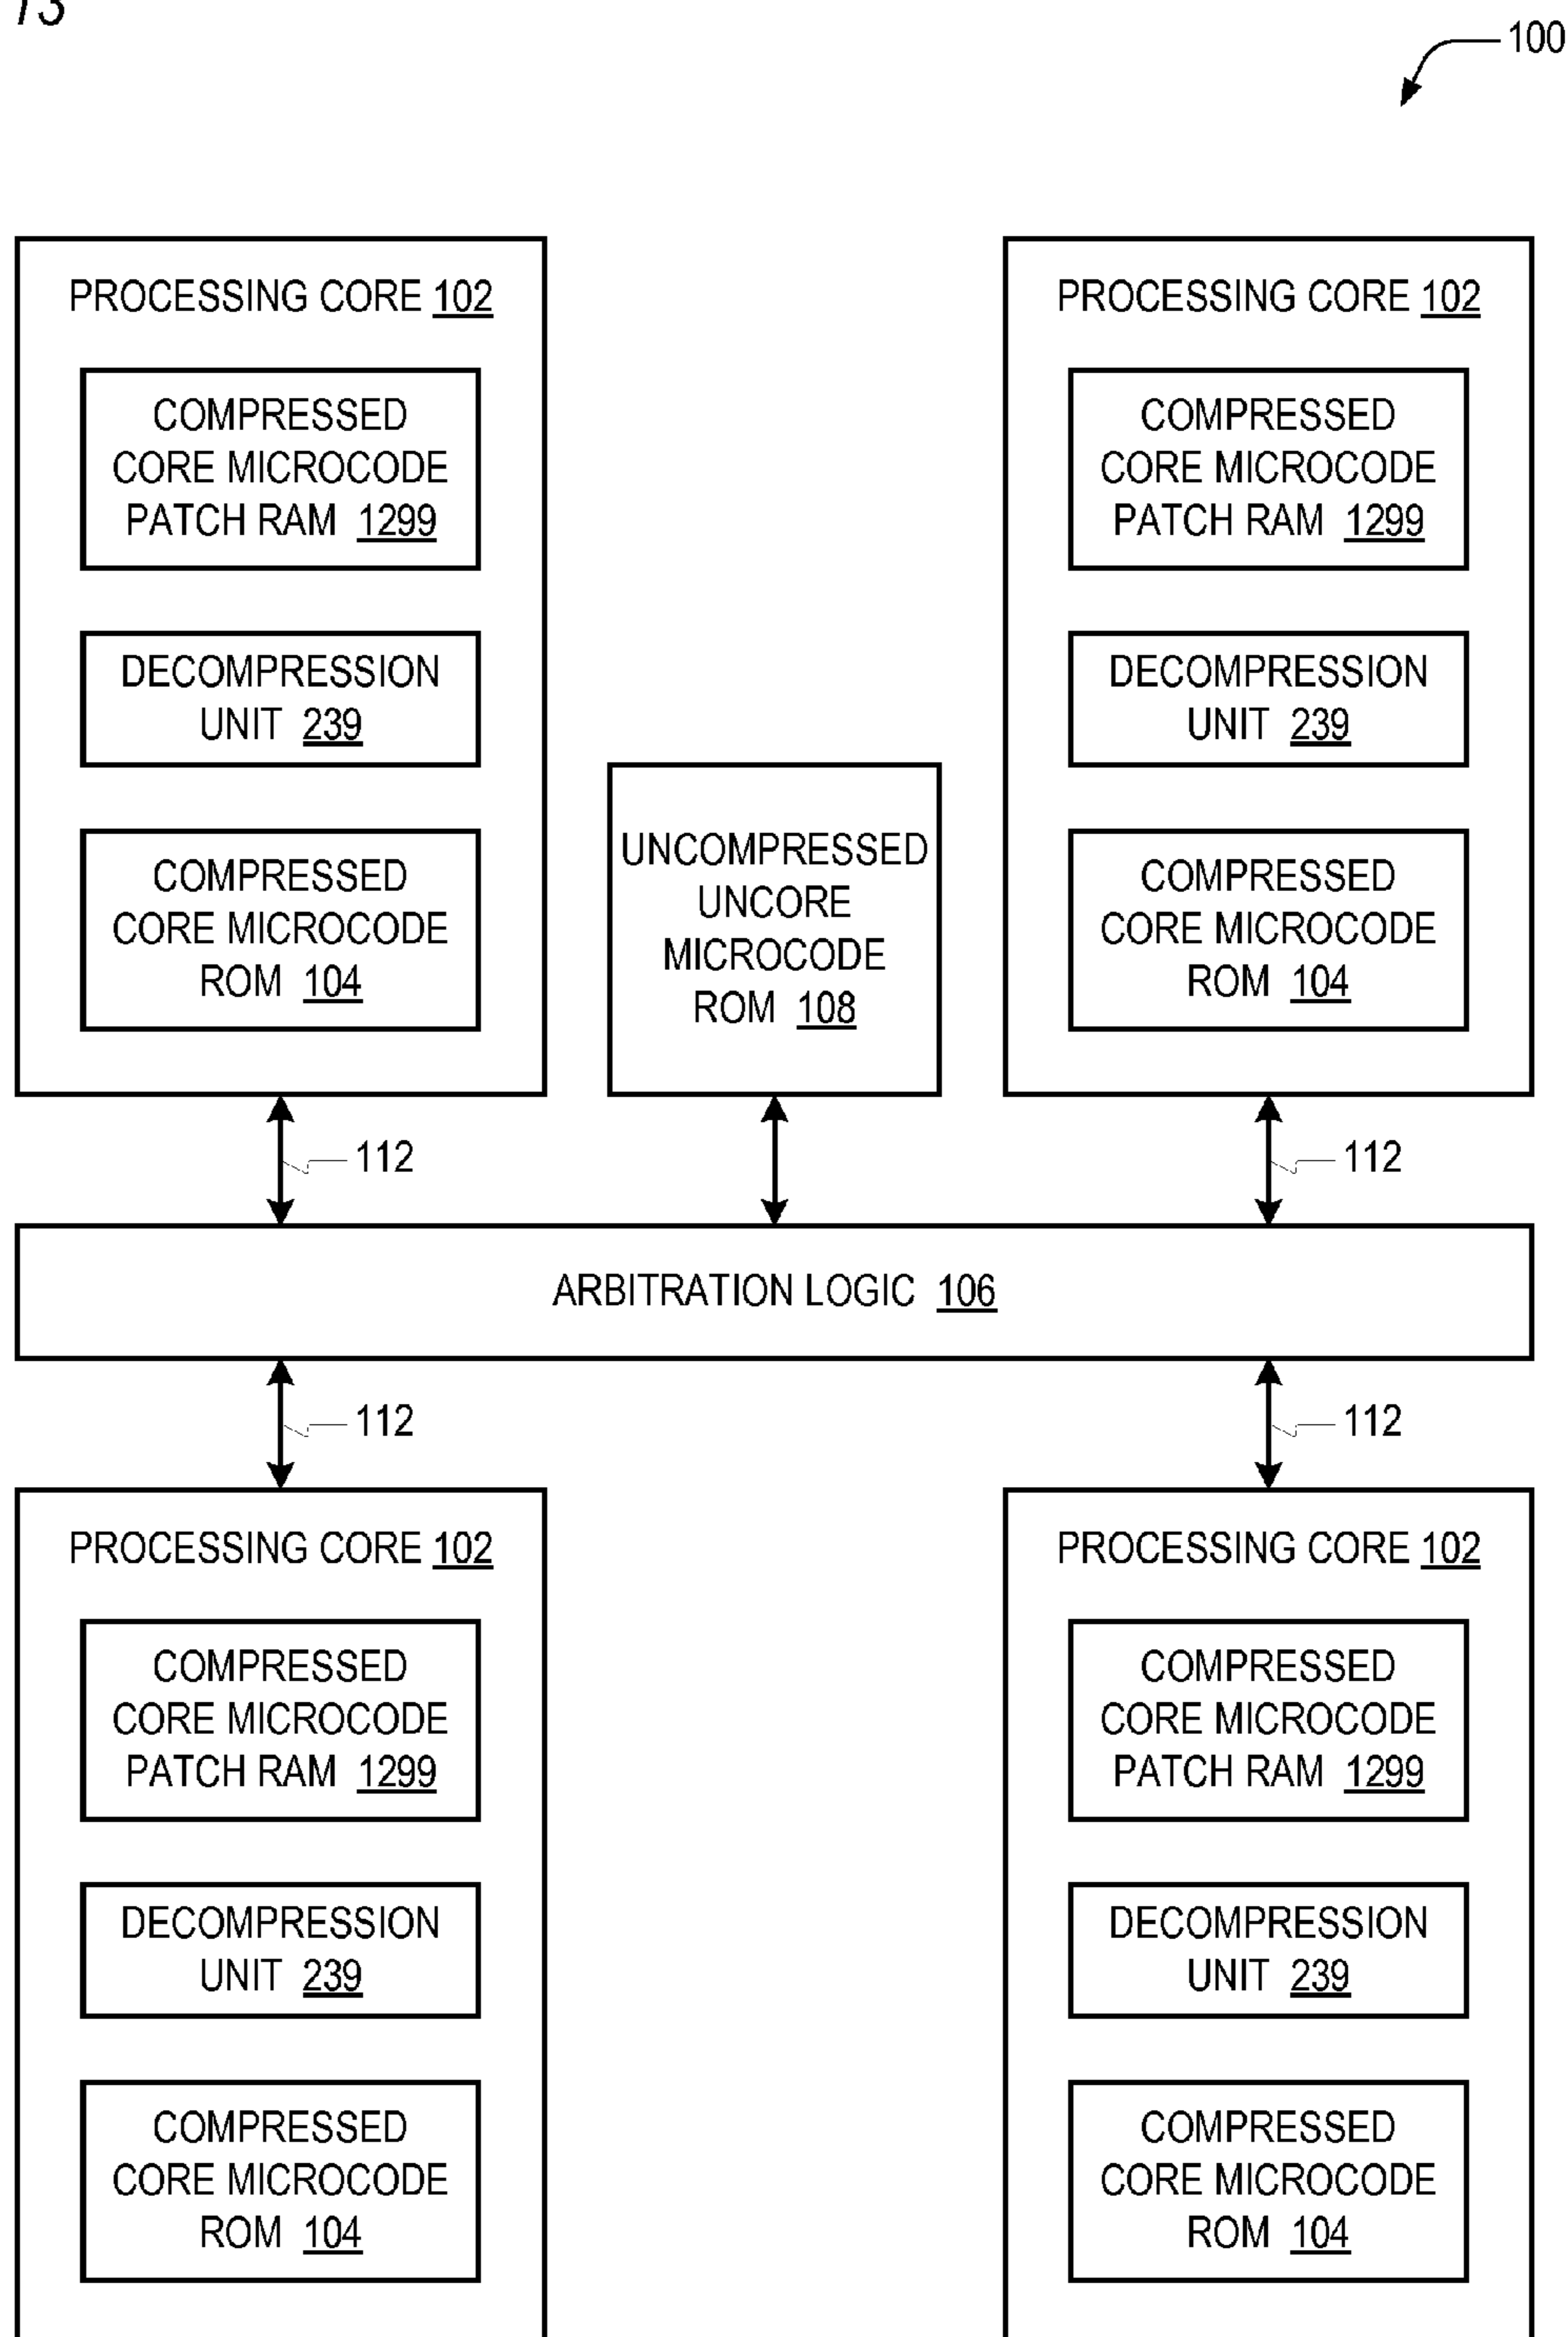 13
100
PROCESSING CORE 102
COMPRESSED
CORE MICROCODE
PATCH RAM 1299
DECOMPRESSION
UNIT 239
COMPRESSED
CORE MICROCODE
ROM 104
UNCOMPRESSED
UNCORE
MICROCODE
ROM 108
PROCESSING CORE 102
COMPRESSED
CORE MICROCODE
PATCH RAM 1299
DECOMPRESSION
UNIT 239
COMPRESSED
CORE MICROCODE
ROM 104
112
112
ARBITRATION LOGIC 106
112
112
PROCESSING CORE 102
COMPRESSED
CORE MICROCODE
PATCH RAM 1299
DECOMPRESSION
UNIT 239
COMPRESSED
CORE MICROCODE
ROM 104
PROCESSING CORE 102
COMPRESSED
CORE MICROCODE
PATCH RAM 1299
DECOMPRESSION
UNIT 239
COMPRESSED
CORE MICROCODE
ROM 104